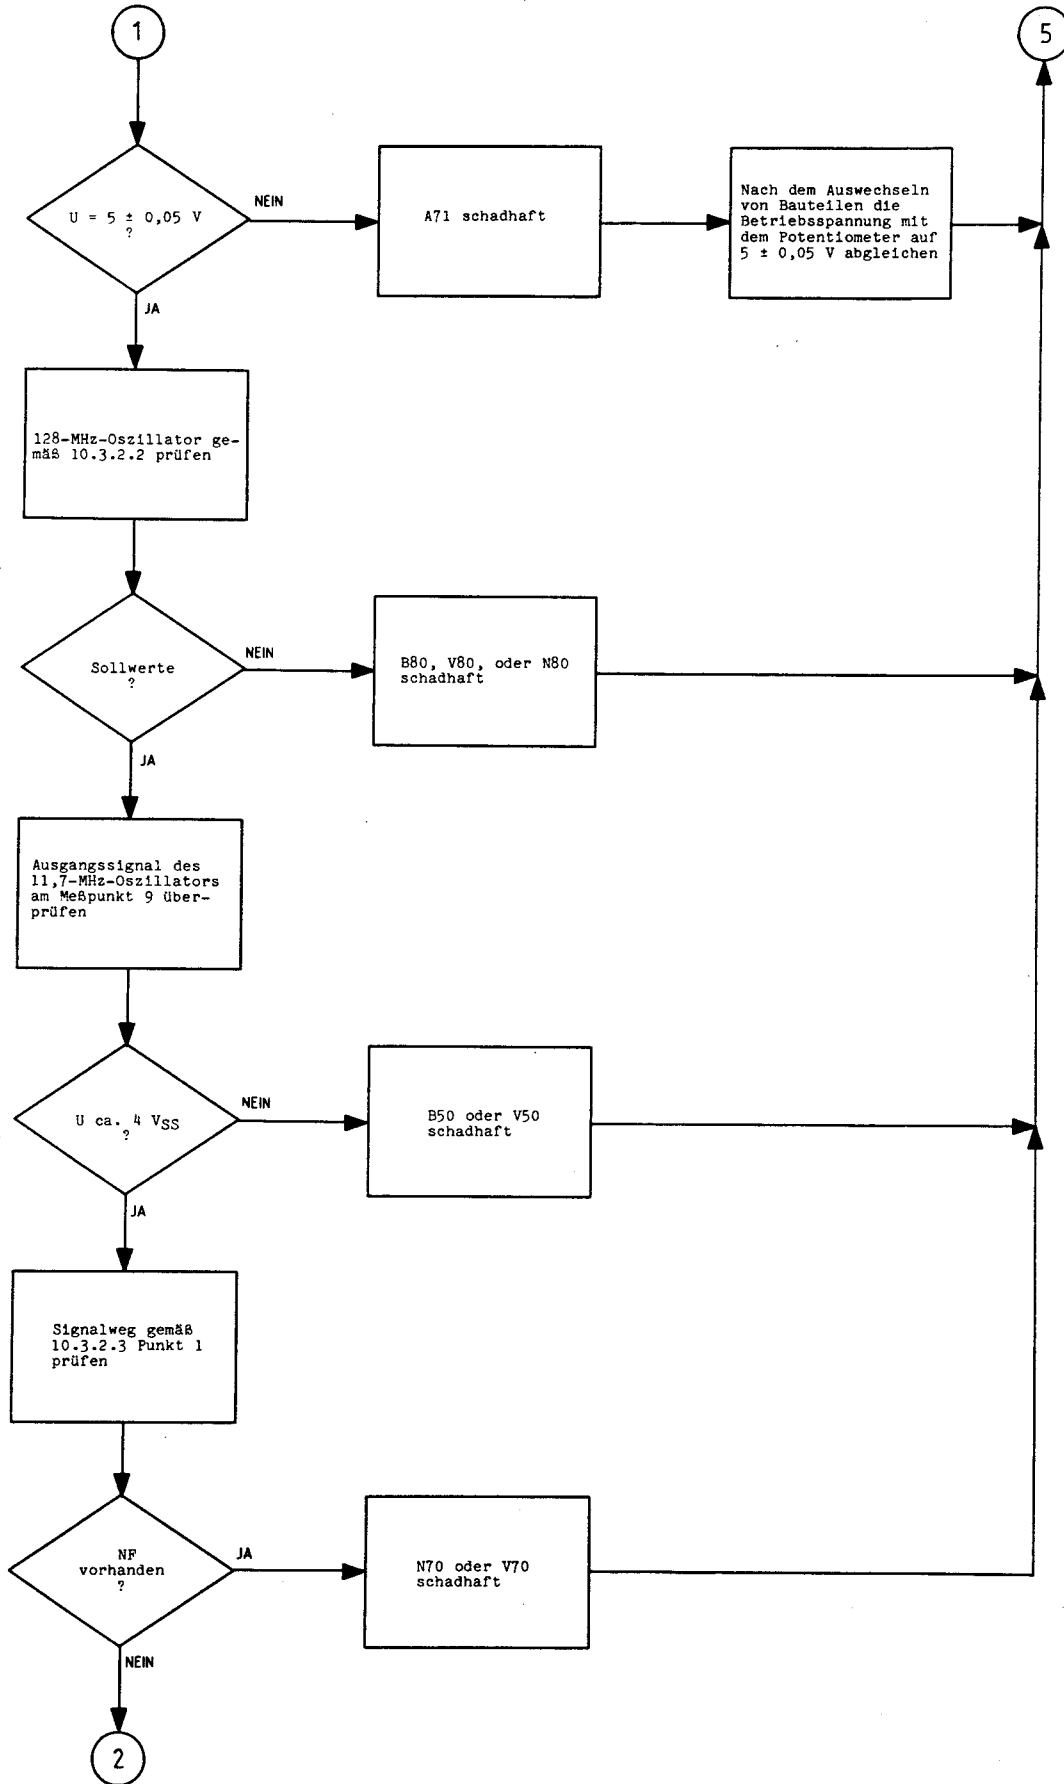 1
5
U = 5 ± 0,05 V
?
NEIN
A71 schadhaft
Nach dem Auswechseln
von Bauteilen die
Betriebsspannung mit
dem Potentiometer auf
5 ± 0,05 V abgleichen
JA
128-MHz-Oszillator ge-
mäß 10.3.2.2 prüfen
Sollwerte
?
NEIN
B80, V80, oder N80
schadhaft
JA
Ausgangssignal des
11,7-MHz-Oszillators
am Meßpunkt 9 über-
prüfen
U ca. 4 VSS
?
NEIN
B50 oder V50
schadhaft
JA
Signalweg gemäß
10.3.2.3 Punkt 1
prüfen
NF
vorhanden
?
JA
N70 oder V70
schadhaft
NEIN
2